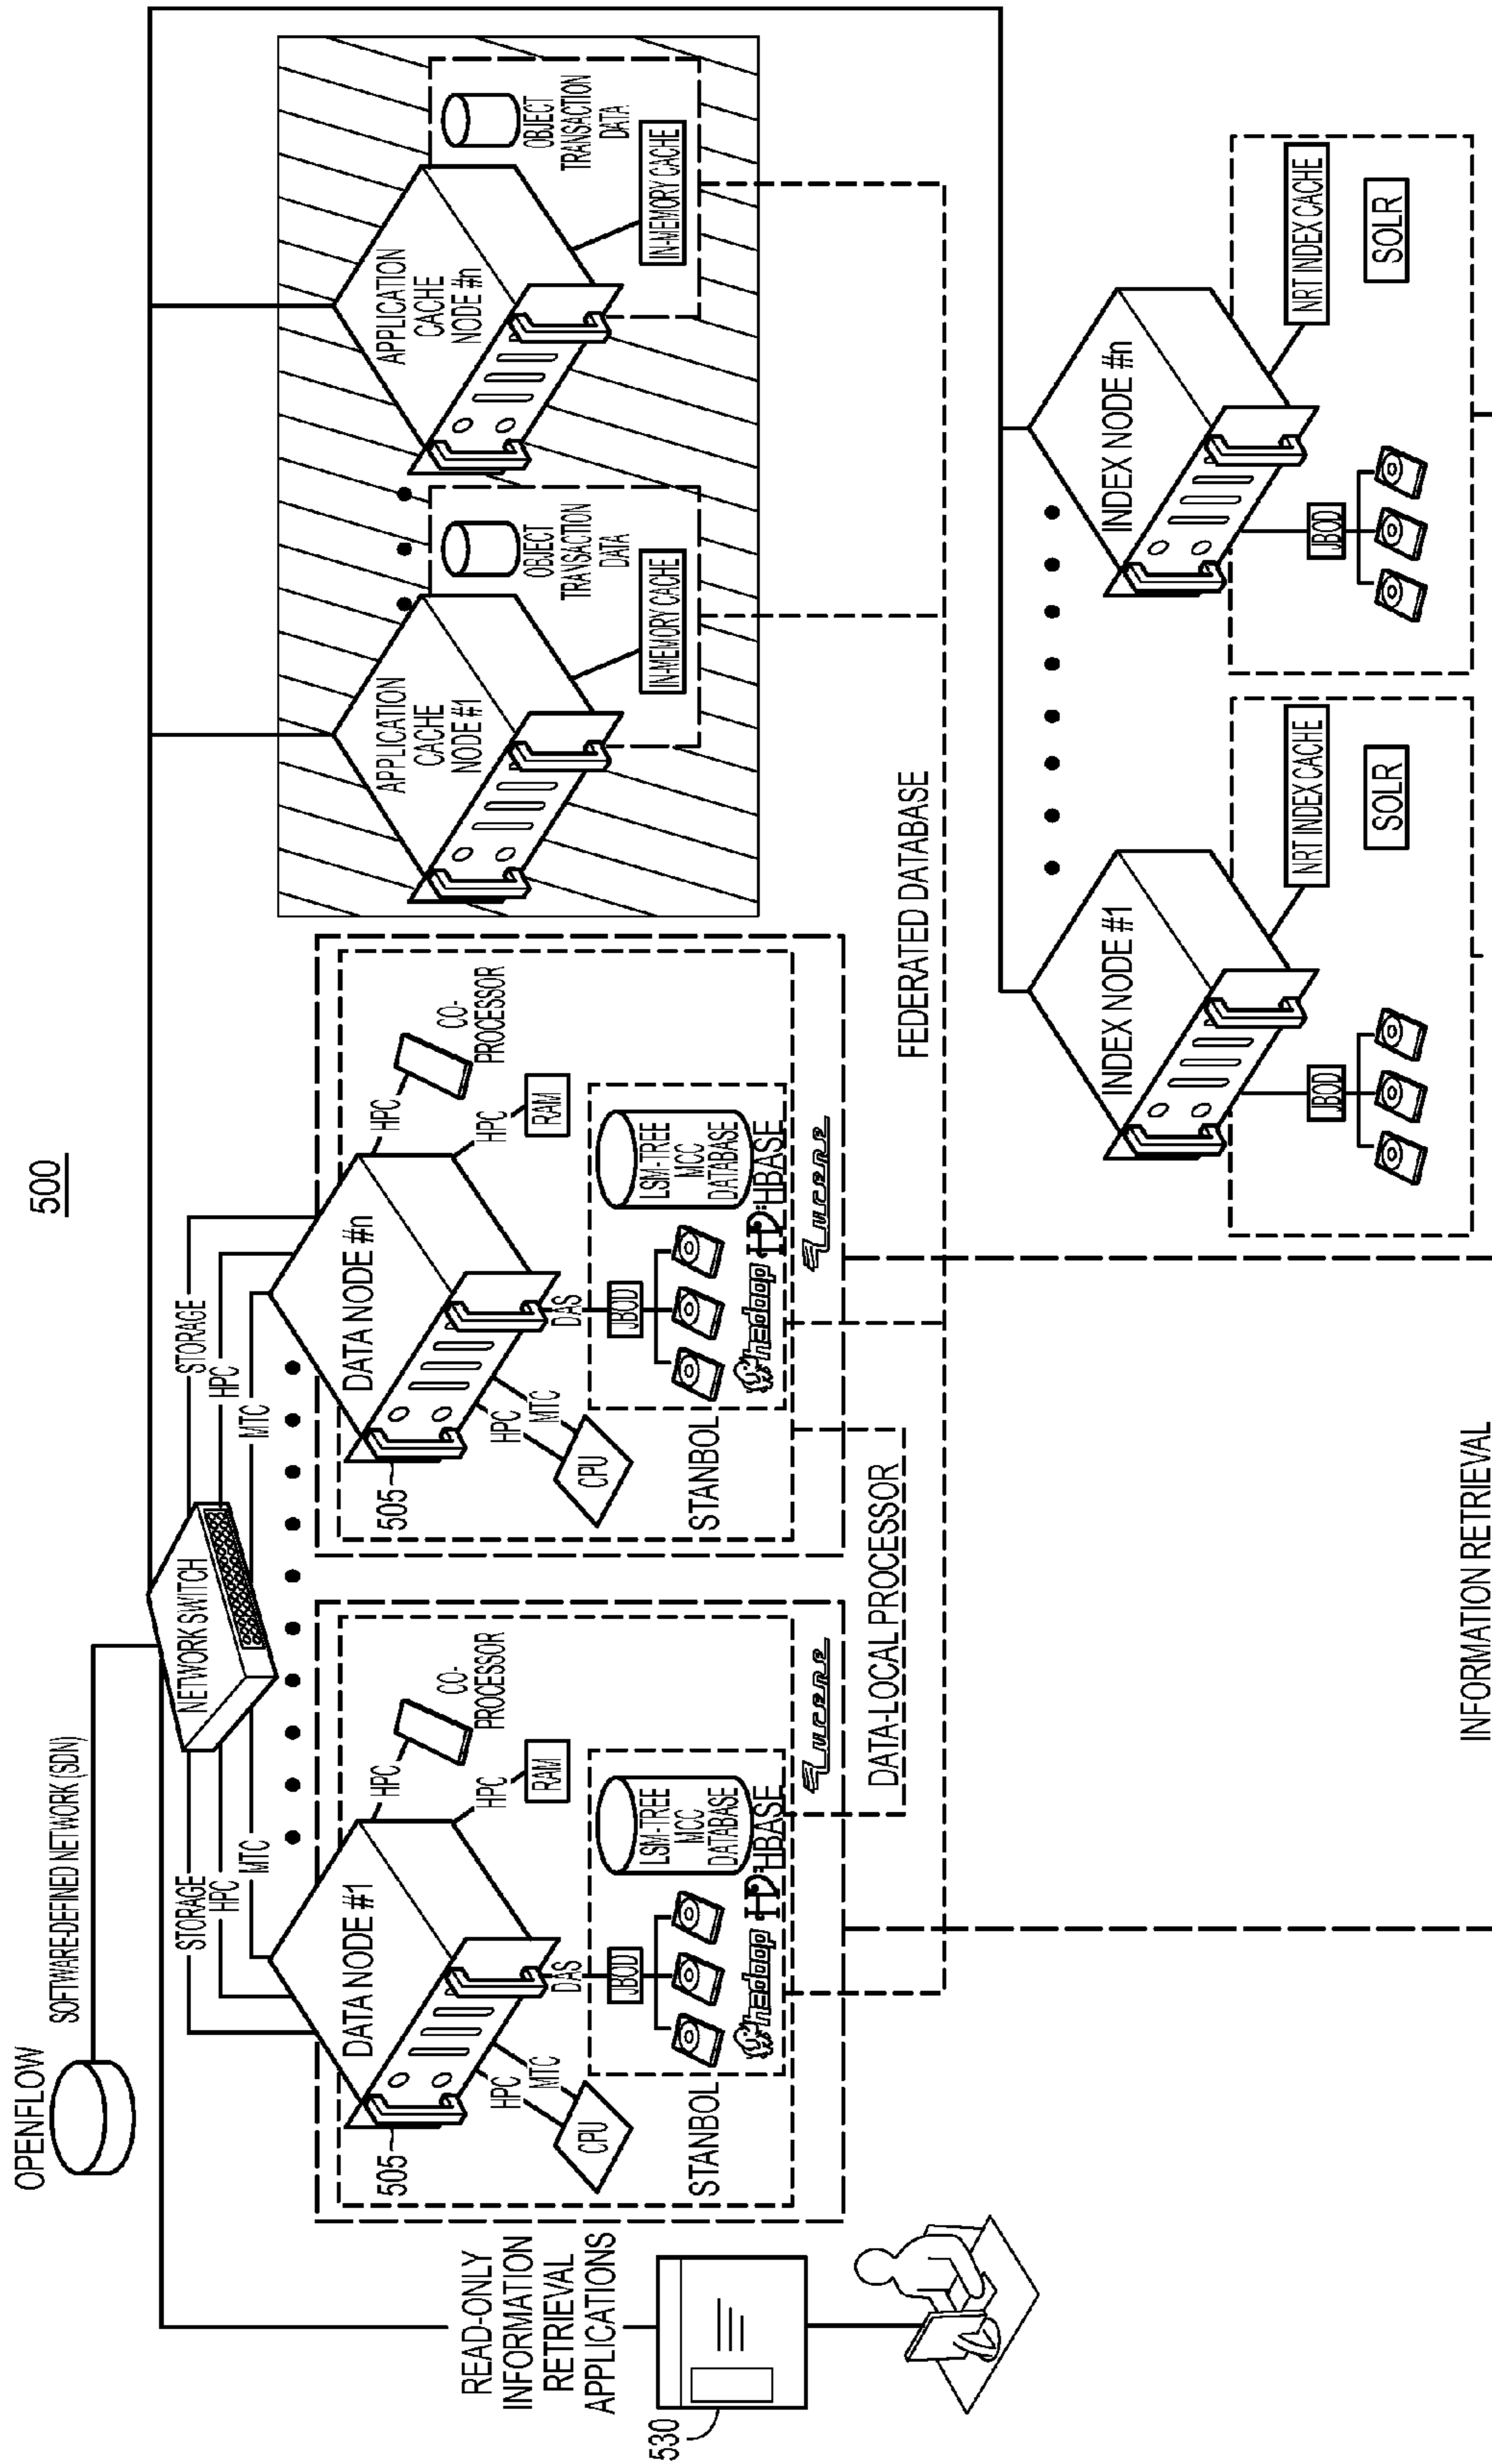 500
OPENFLOW
SOFTWARE-DEFINED NETWORK (SDN)
NETWORK SWITCH
STORAGE
HPC
MTC
STORAGE
HPC
MTC
READ-ONLY
INFORMATION
RETRIEVAL
APPLICATIONS
530
DATA NODE #1
505
HPC
CO-
PROCESSOR
HPC
RAM
HPC
MTC
CPU
DAS
JBOD
LSM-TREE
MCC
DATABASE
hadoop
HBASE
STANBOL
Lucene
DATA NODE #n
505
HPC
CO-
PROCESSOR
HPC
RAM
HPC
MTC
CPU
DAS
JBOD
LSM-TREE
MCC
DATABASE
hadoop
HBASE
STANBOL
Lucene
DATA-LOCAL PROCESSOR
APPLICATION
CACHE
NODE #1
OBJECT
TRANSACTION
DATA
IN-MEMORY CACHE
APPLICATION
CACHE
NODE #n
OBJECT
TRANSACTION
DATA
IN-MEMORY CACHE
FEDERATED DATABASE
INDEX NODE #1
JBOD
NRT INDEX CACHE
SOLR
INDEX NODE #n
JBOD
NRT INDEX CACHE
SOLR
INFORMATION RETRIEVAL